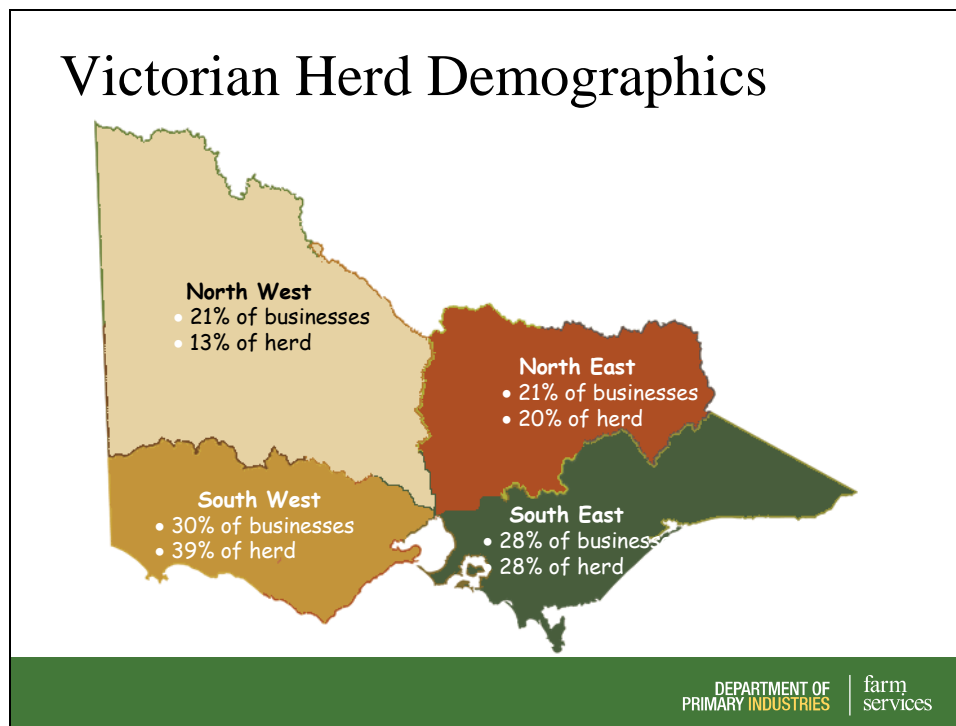 Victorian Herd Demographics
North West
• 21% of businesses
• 13% of herd
North East
• 21% of businesses
• 20% of herd
South West
• 30% of businesses
• 39% of herd
South East
• 28% of business
• 28% of herd
DEPARTMENT OF
PRIMARY INDUSTRIES
farm
services